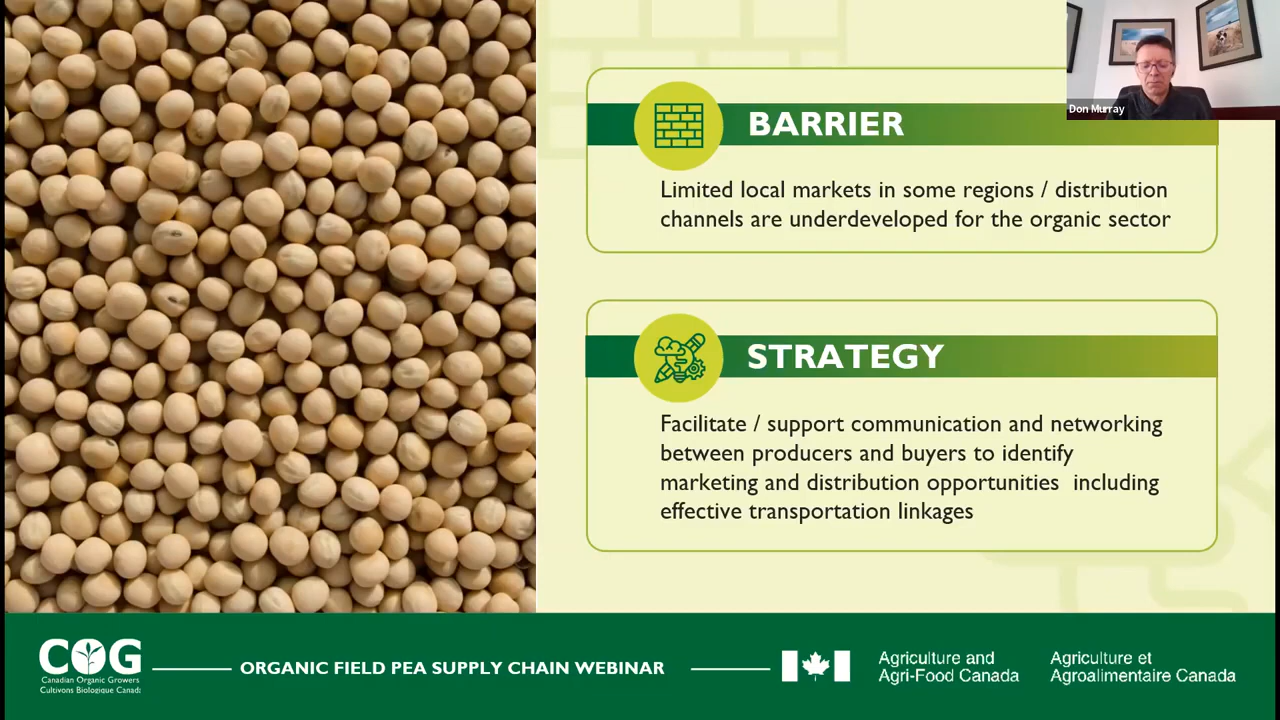 Don Murray
BARRIER
Limited local markets in some regions / distribution
channels are underdeveloped for the organic sector
STRATEGY
Facilitate / support communication and networking
between producers and buyers to identify
marketing and distribution opportunities  including
effective transportation linkages
COG
Canadian Organic Growers
Cultivons Biologique Canada
ORGANIC FIELD PEA SUPPLY CHAIN WEBINAR
Agriculture and
Agri-Food Canada
Agriculture et
Agroalimentaire Canada